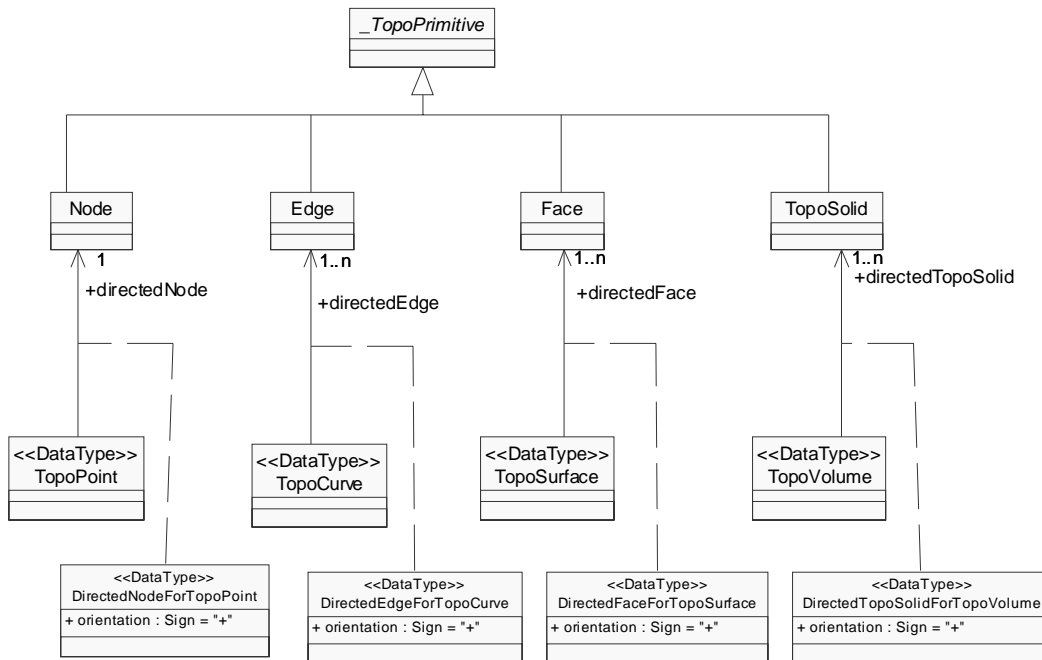 _TopoPrimitive
Node
Edge
Face
TopoSolid
1
1..n
1..n
1..n
+directedNode
+directedEdge
+directedFace
+directedTopoSolid
<<DataType>>
TopoPoint
<<DataType>>
TopoCurve
<<DataType>>
TopoSurface
<<DataType>>
TopoVolume
<<DataType>>
DirectedNodeForTopoPoint
+ orientation : Sign = "+"
<<DataType>>
DirectedEdgeForTopoCurve
+ orientation : Sign = "+"
<<DataType>>
DirectedFaceForTopoSurface
+ orientation : Sign = "+"
<<DataType>>
DirectedTopoSolidForTopoVolume
+ orientation : Sign = "+"